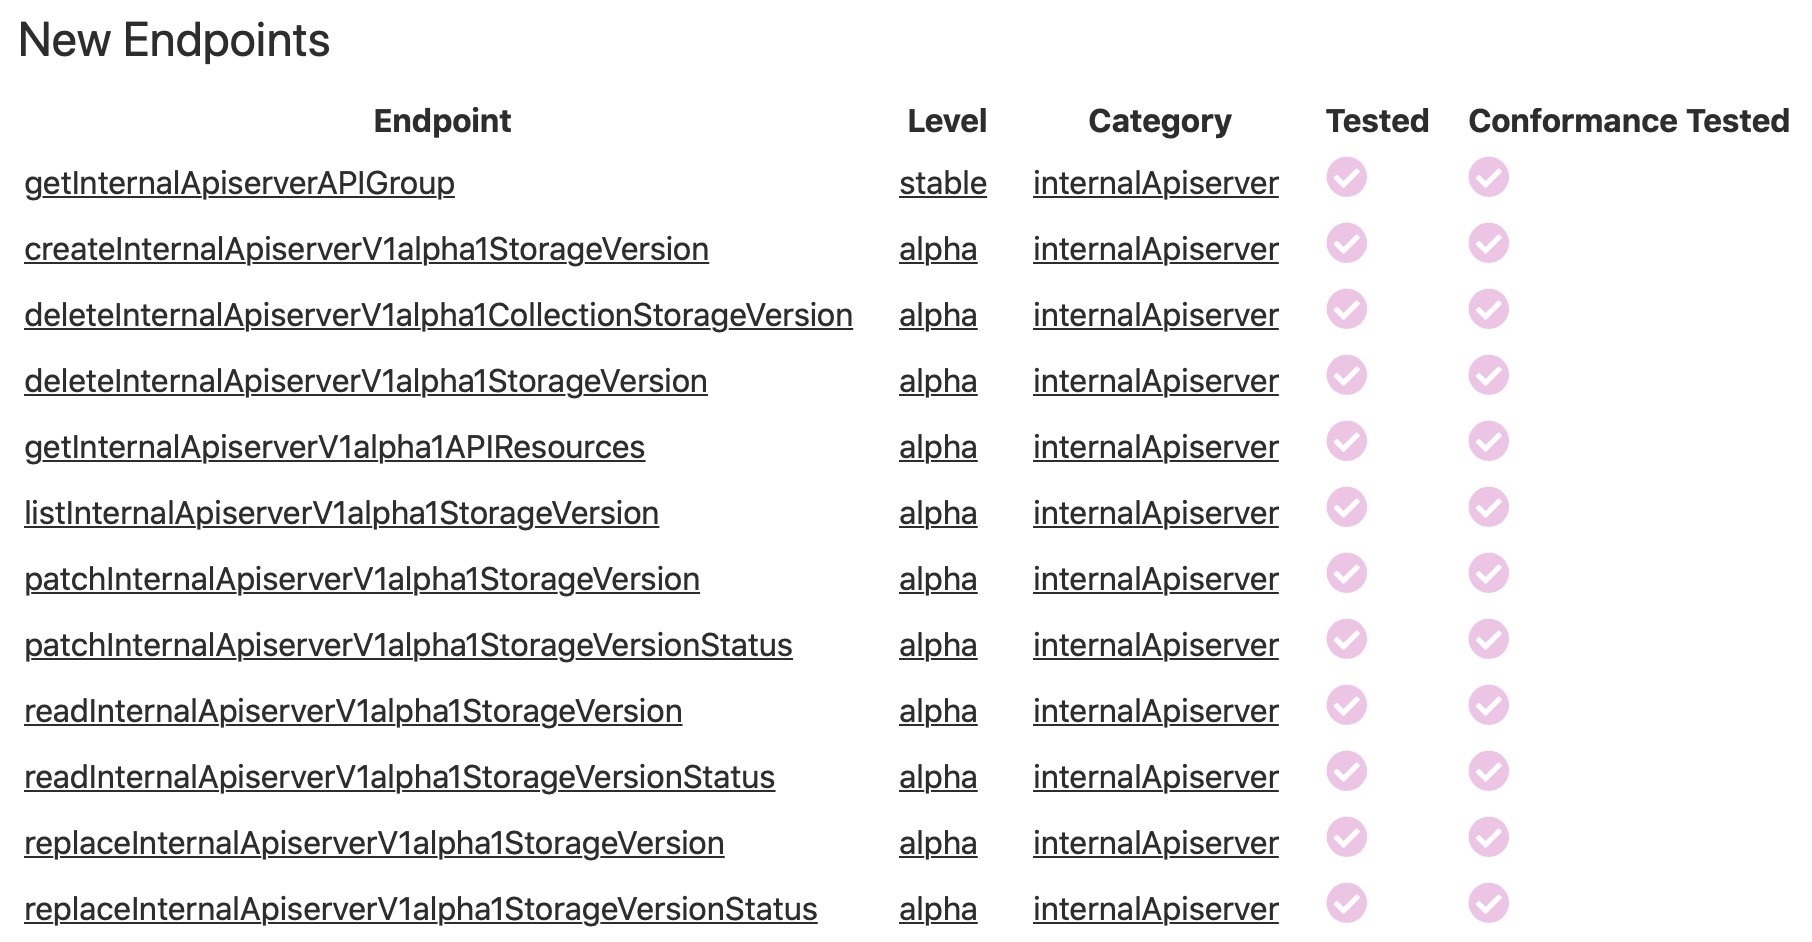 New Endpoints
Endpoint Level Category Tested Conformance Tested
getInternalApiserverAPIGroup stable internalApiserver
createInternalApiserverV1alpha1StorageVersion alpha internalApiserver
deleteInternalApiserverV1alpha1CollectionStorageVersion alpha internalApiserver
deleteInternalApiserverV1alpha1StorageVersion alpha internalApiserver
getInternalApiserverV1alpha1APIResources alpha internalApiserver
listInternalApiserverV1alpha1StorageVersion alpha internalApiserver
patchInternalApiserverV1alpha1StorageVersion alpha internalApiserver
patchInternalApiserverV1alpha1StorageVersionStatus alpha internalApiserver
readInternalApiserverV1alpha1StorageVersion alpha internalApiserver
readInternalApiserverV1alpha1StorageVersionStatus alpha internalApiserver
replaceInternalApiserverV1alpha1StorageVersion alpha internalApiserver
replaceInternalApiserverV1alpha1StorageVersionStatus alpha internalApiserver